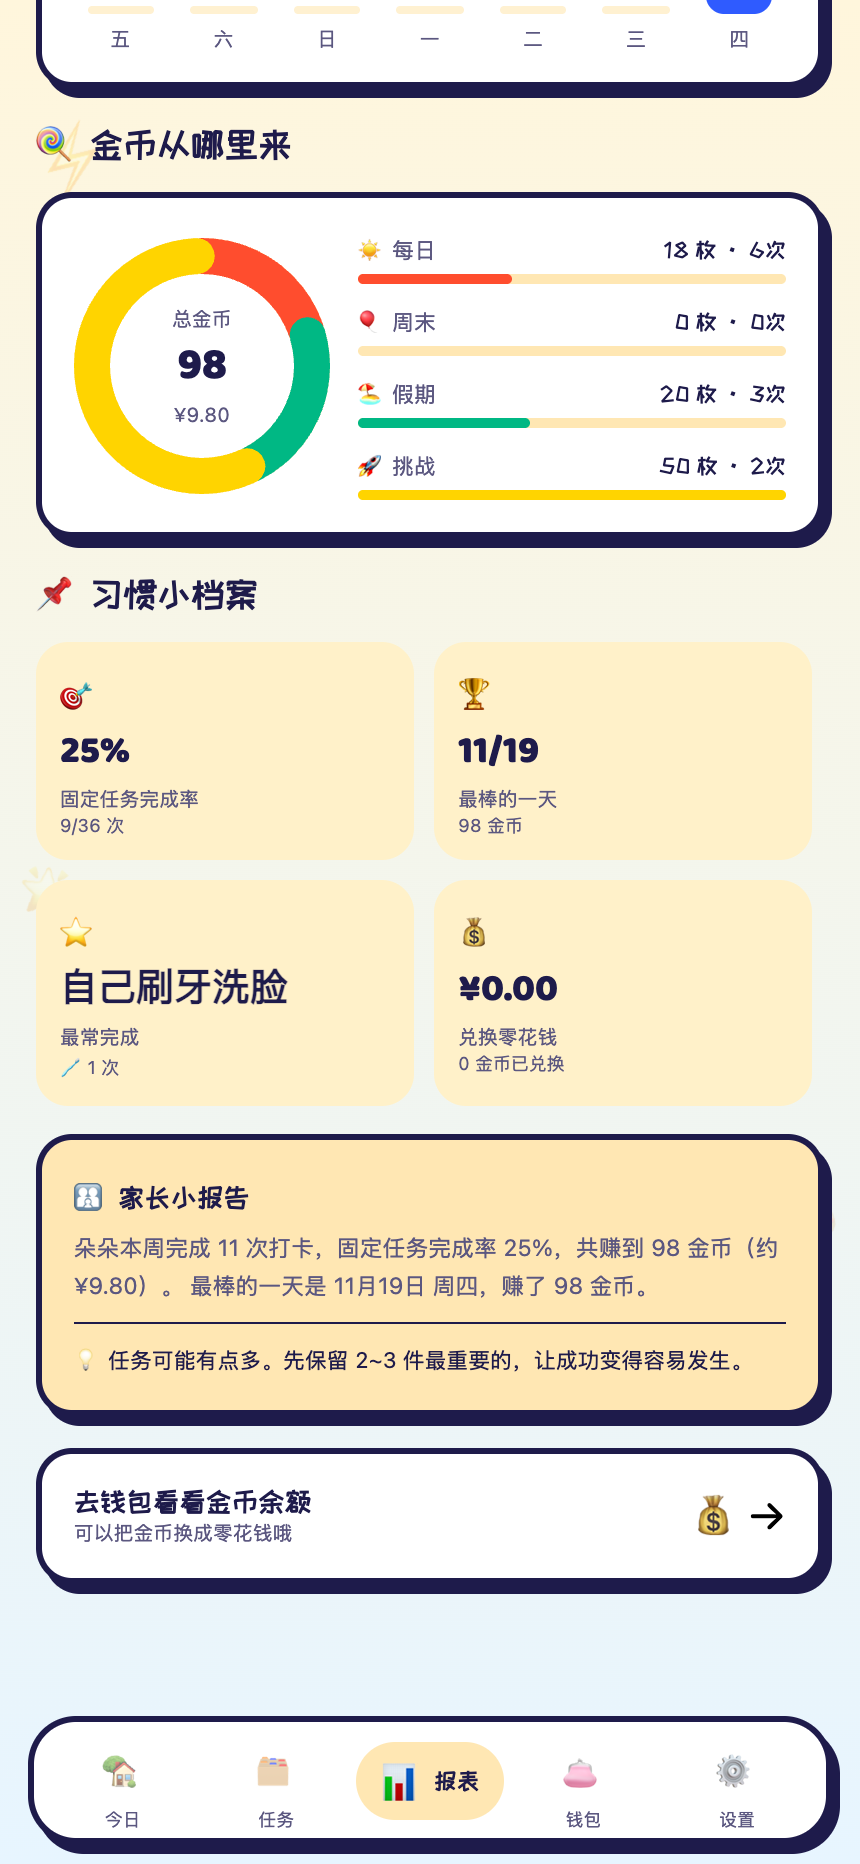 五 六 日 一 二 三 四
金币从哪里来
总金币
98
¥9.80
每日 18 枚 · 6次
周末 0 枚 · 0次
假期 20 枚 · 3次
挑战 50 枚 · 2次
习惯小档案
25%
固定任务完成率
9/36 次
11/19
最棒的一天
98 金币
自己刷牙洗脸
最常完成
1 次
¥0.00
兑换零花钱
0 金币已兑换
家长小报告
朵朵本周完成 11 次打卡，固定任务完成率 25%，共赚到 98 金币（约
¥9.80）。 最棒的一天是 11月19日 周四，赚了 98 金币。
任务可能有点多。先保留 2~3 件最重要的，让成功变得容易发生。
去钱包看看金币余额
可以把金币换成零花钱哦
今日 任务 报表 钱包 设置